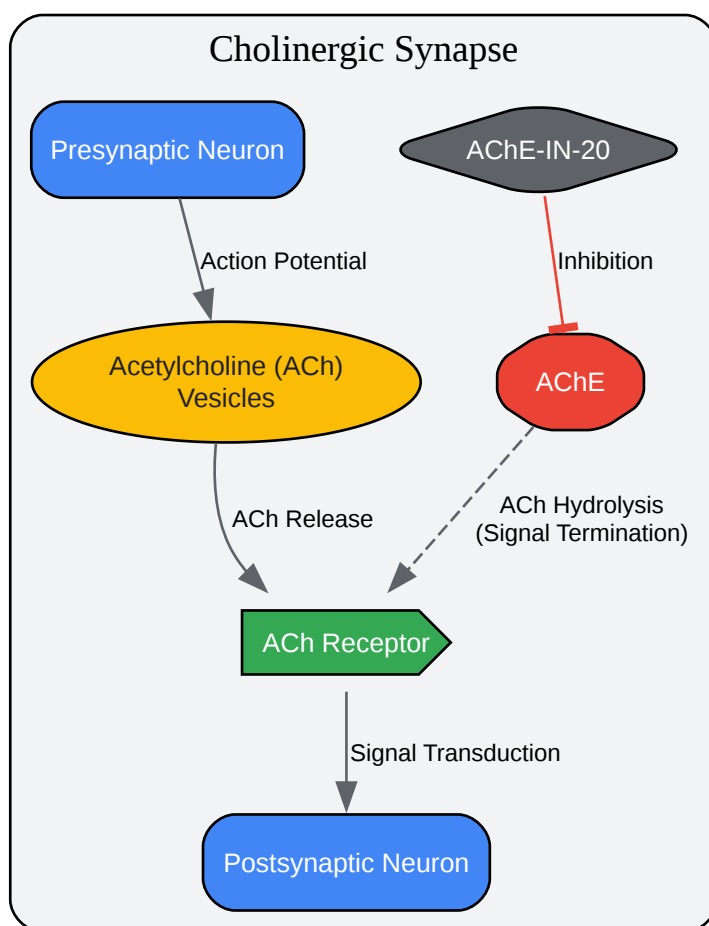 Cholinergic Synapse
Presynaptic Neuron
AChE-IN-20
Action Potential
Inhibition
Acetylcholine (ACh)
Vesicles
AChE
ACh Release
ACh Hydrolysis
(Signal Termination)
ACh Receptor
Signal Transduction
Postsynaptic Neuron